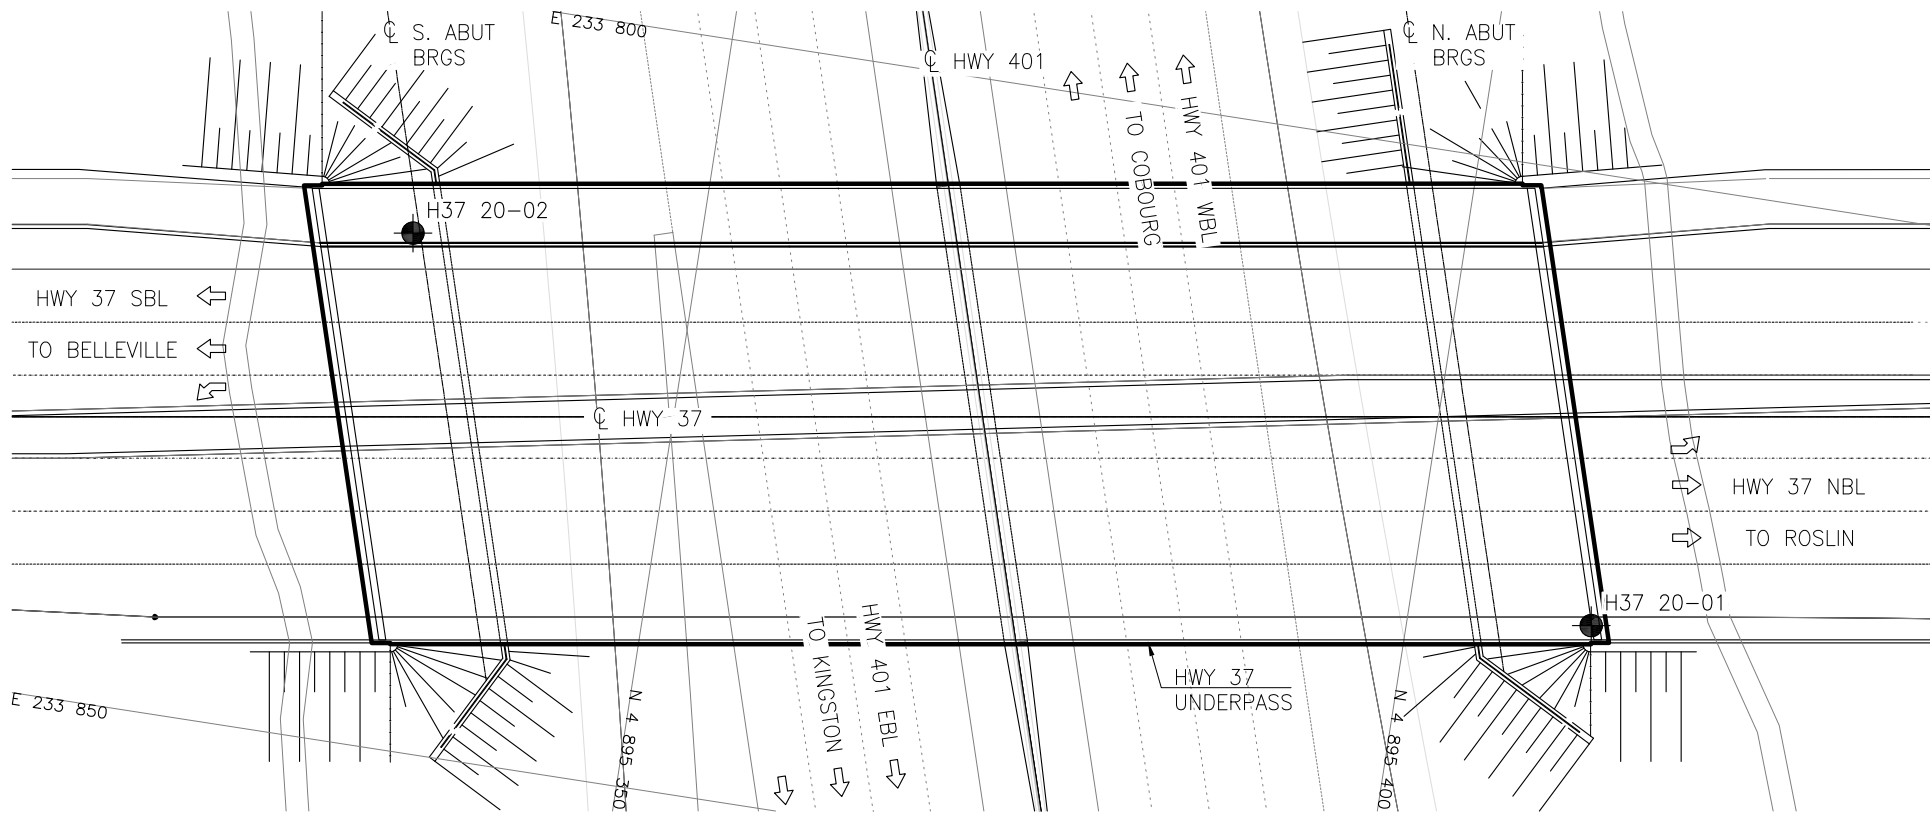 ℄ S. ABUT
BRGS
E 233 800
℄ HWY 401
℄ N. ABUT
BRGS
TO COBOURG
HWY 401 WBL
H37 20-02
HWY 37 SBL
TO BELLEVILLE
℄ HWY 37
HWY 37 NBL
TO ROSLIN
H37 20-01
TO KINGSTON
HWY 401 EBL
HWY 37
UNDERPASS
E 233 850
N 4 895 350
N 4 895 400